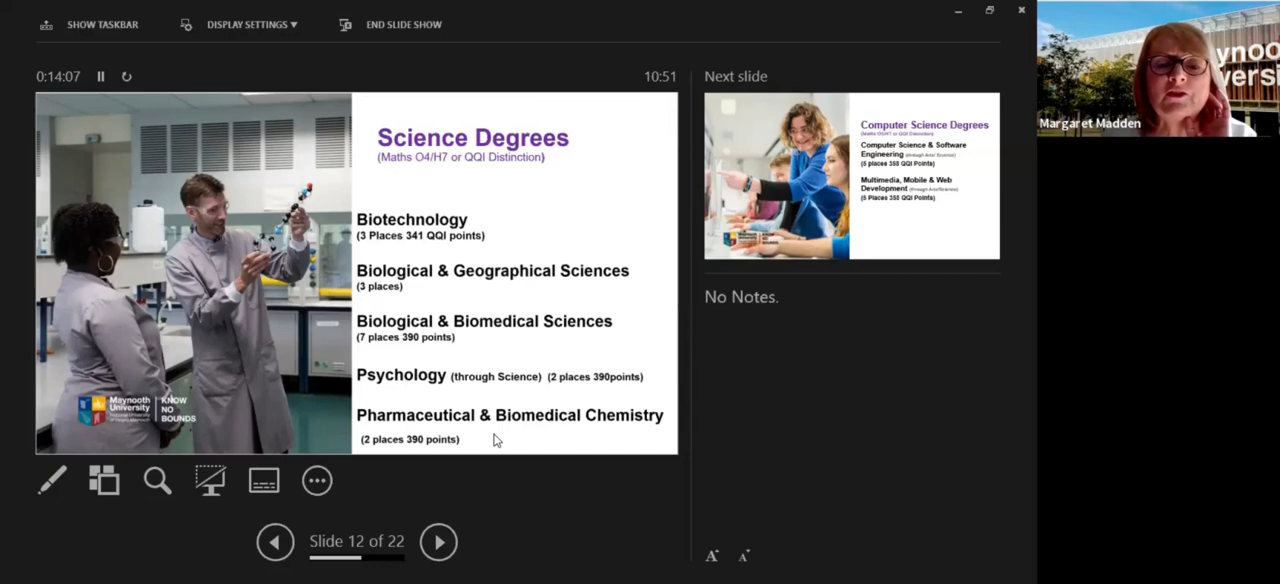 SHOW TASKBAR
DISPLAY SETTINGS ▼
END SLIDE SHOW
0:14:07
10:51
Next slide
Science Degrees
(Maths O4/H7 or QQI Distinction)
Biotechnology
(3 Places 341 QQI points)
Biological & Geographical Sciences
(3 places)
Biological & Biomedical Sciences
(7 places 390 points)
Psychology (through Science) (2 places 390points)
Pharmaceutical & Biomedical Chemistry
(2 places 390 points)
Maynooth
University
KNOW
NO
BOUNDS
Computer Science Degrees
Computer Science & Software
Engineering
Multimedia, Mobile & Web
Development
No Notes.
Slide 12 of 22
A A
ynoo
versi
Margaret Madden